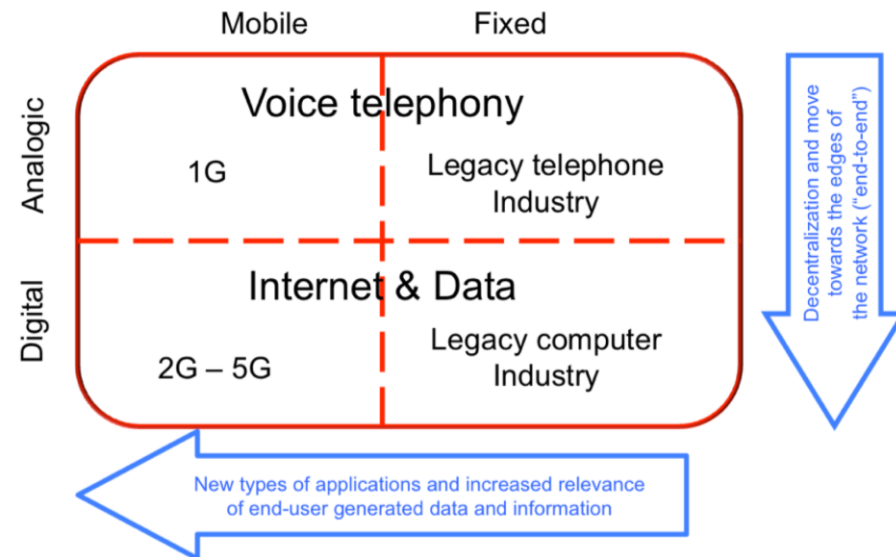 Mobile
Fixed
Analogic
Voice telephony
1G
Legacy telephone
Industry
Digital
Internet & Data
2G – 5G
Legacy computer
Industry
Decentralization and move
towards the edges of
the network ("end-to-end")
New types of applications and increased relevance
of end-user generated data and information